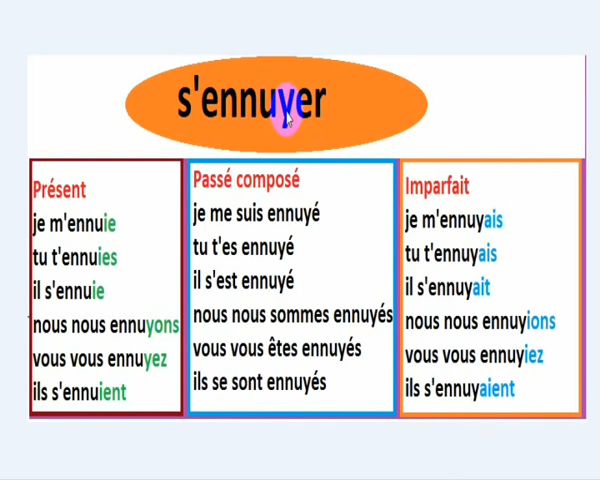 s'ennuyer
Présent
je m'ennuie
tu t'ennuies
il s'ennuie
nous nous ennuyons
vous vous ennuyez
ils s'ennuient
Passé composé
je me suis ennuyé
tu t'es ennuyé
il s'est ennuyé
nous nous sommes ennuyés
vous vous êtes ennuyés
ils se sont ennuyés
Imparfait
je m'ennuyais
tu t'ennuyais
il s'ennuyait
nous nous ennuyions
vous vous ennuyiez
ils s'ennuyaient